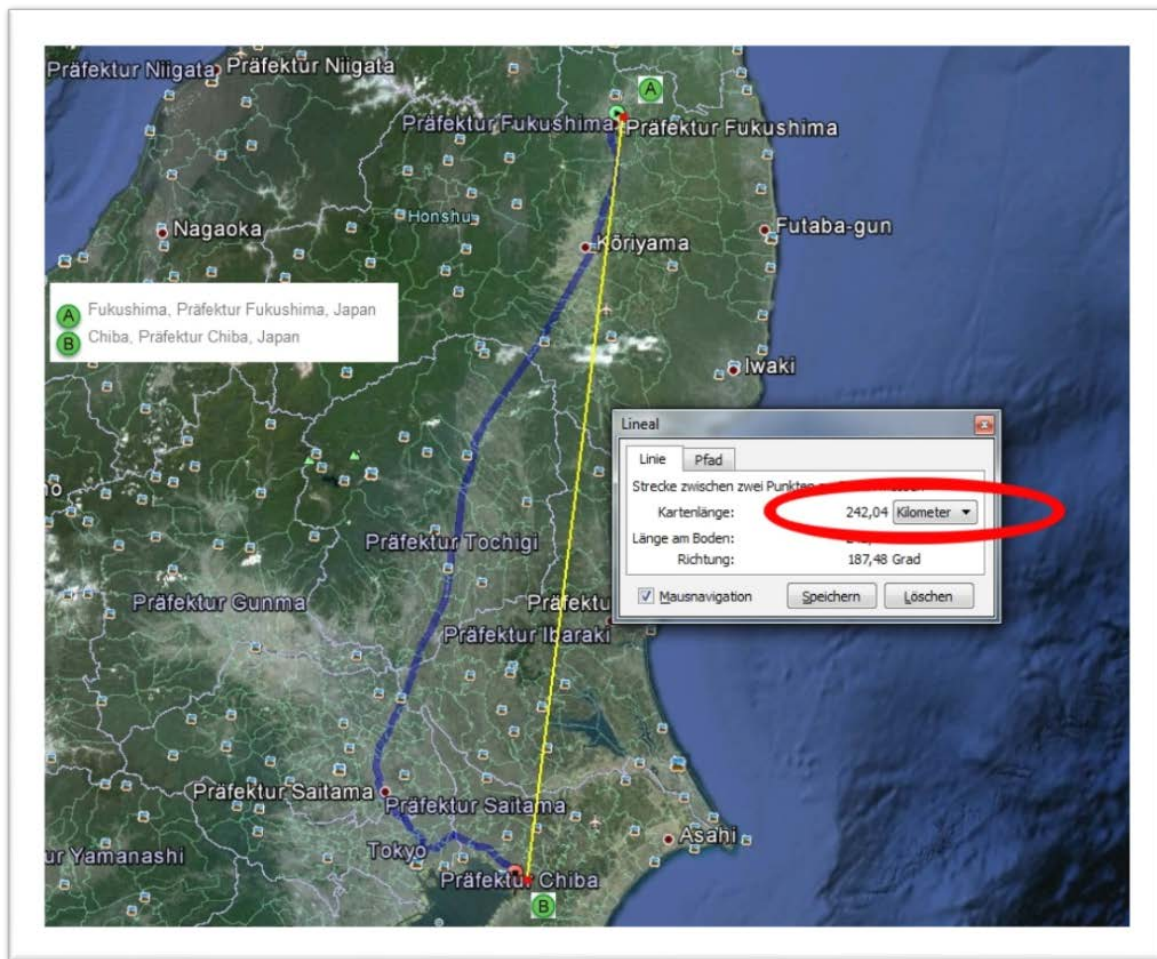 Präfektur Niigata Präfektur Niigata
A
Präfektur Fukushima Präfektur Fukushima
Honshu
Nagaoka
Kōriyama
Futaba-gun
A Fukushima, Präfektur Fukushima, Japan
B Chiba, Präfektur Chiba, Japan
Iwaki
Lineal
Linie Pfad
Strecke zwischen zwei Punkten
Kartenlänge: 242,04 Kilometer
Länge am Boden:
Richtung: 187,48 Grad
Mausnavigation Speichern Löschen
Präfektur Tochigi
Präfektur Gunma
Präfektu
Präfektur Ibaraki
Präfektur Saitama
Präfektur Saitama
Tokyo
Asahi
ur Yamanashi
Präfektur Chiba
B